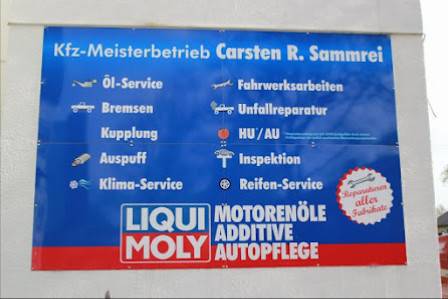 Kfz-Meisterbetrieb Carsten R. Sammrei
Öl-Service
Fahrwerksarbeiten
Bremsen
Unfallreparatur
Kupplung
HU/AU
Auspuff
Inspektion
Klima-Service
Reifen-Service
Reparaturen
aller
Fabrikate
LIQUI
MOLY
MOTORENÖLE
ADDITIVE
AUTOPFLEGE